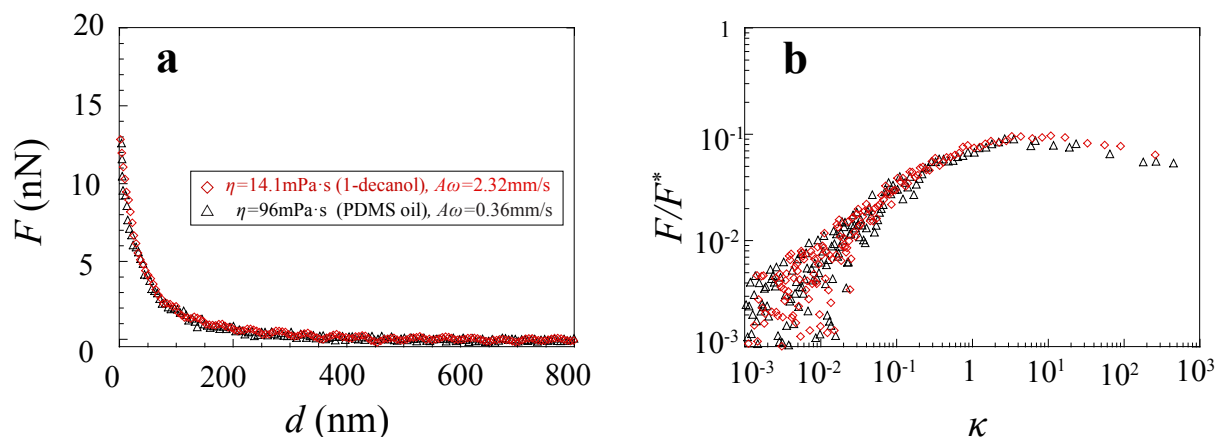 a
20
15
10
5
0
F (nN)
η=14.1mPa·s (1-decanol), Aω=2.32mm/s
η=96mPa·s (PDMS oil), Aω=0.36mm/s
0 200 400 600 800
d (nm)
b
1
10⁻¹
10⁻²
10⁻³
F/F*
10⁻³ 10⁻² 10⁻¹ 1 10¹ 10² 10³
κ